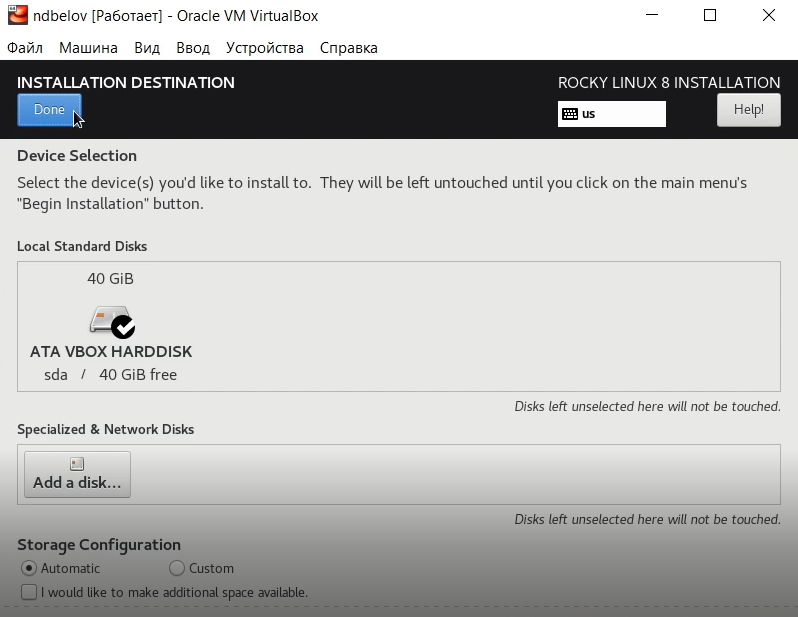 ndbelov [Работает] - Oracle VM VirtualBox
Файл Машина Вид Ввод Устройства Справка
INSTALLATION DESTINATION
ROCKY LINUX 8 INSTALLATION
Done
us
Help!
Device Selection
Select the device(s) you'd like to install to. They will be left untouched until you click on the main menu's
"Begin Installation" button.
Local Standard Disks
40 GiB
ATA VBOX HARDDISK
sda / 40 GiB free
Disks left unselected here will not be touched.
Specialized & Network Disks
Add a disk...
Disks left unselected here will not be touched.
Storage Configuration
Automatic Custom
I would like to make additional space available.